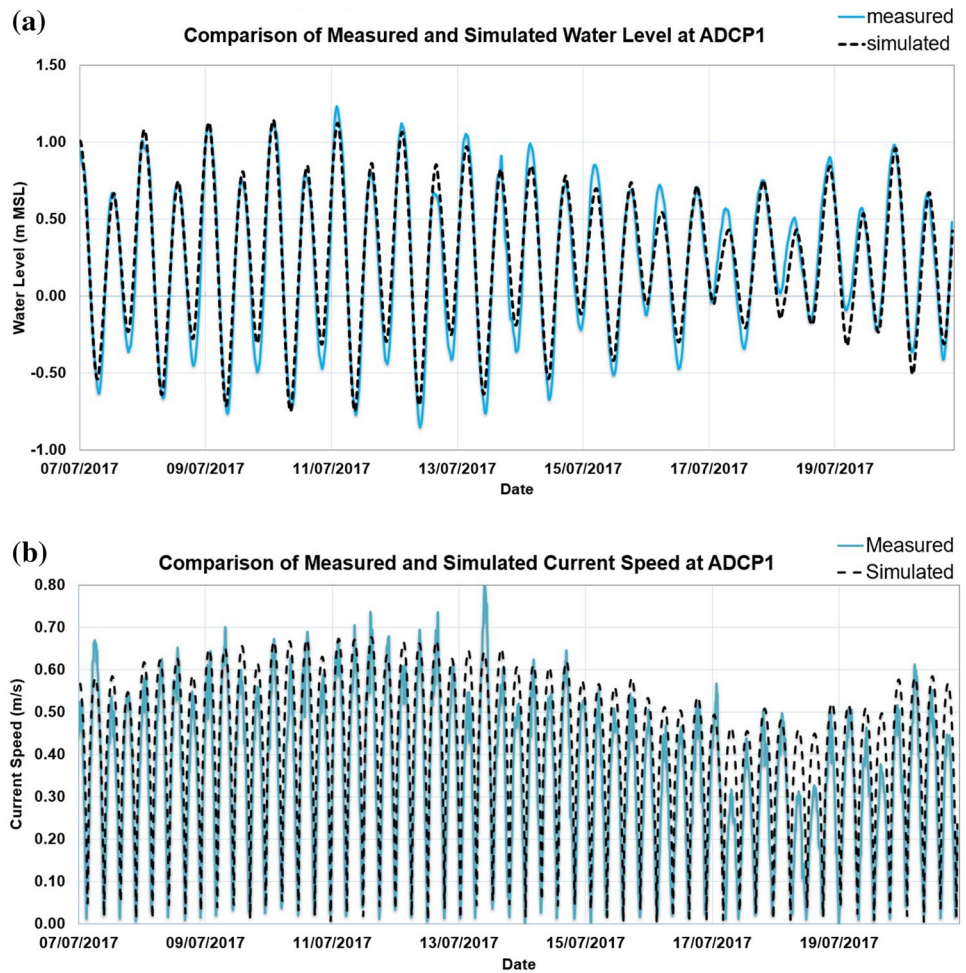 (a)
Comparison of Measured and Simulated Water Level at ADCP1
measured
simulated
Water Level (m MSL)
1.50
1.00
0.50
0.00
-0.50
-1.00
07/07/2017 09/07/2017 11/07/2017 13/07/2017 15/07/2017 17/07/2017 19/07/2017
Date
(b)
Comparison of Measured and Simulated Current Speed at ADCP1
Measured
Simulated
Current Speed (m/s)
0.80
0.70
0.60
0.50
0.40
0.30
0.20
0.10
0.00
07/07/2017 09/07/2017 11/07/2017 13/07/2017 15/07/2017 17/07/2017 19/07/2017
Date